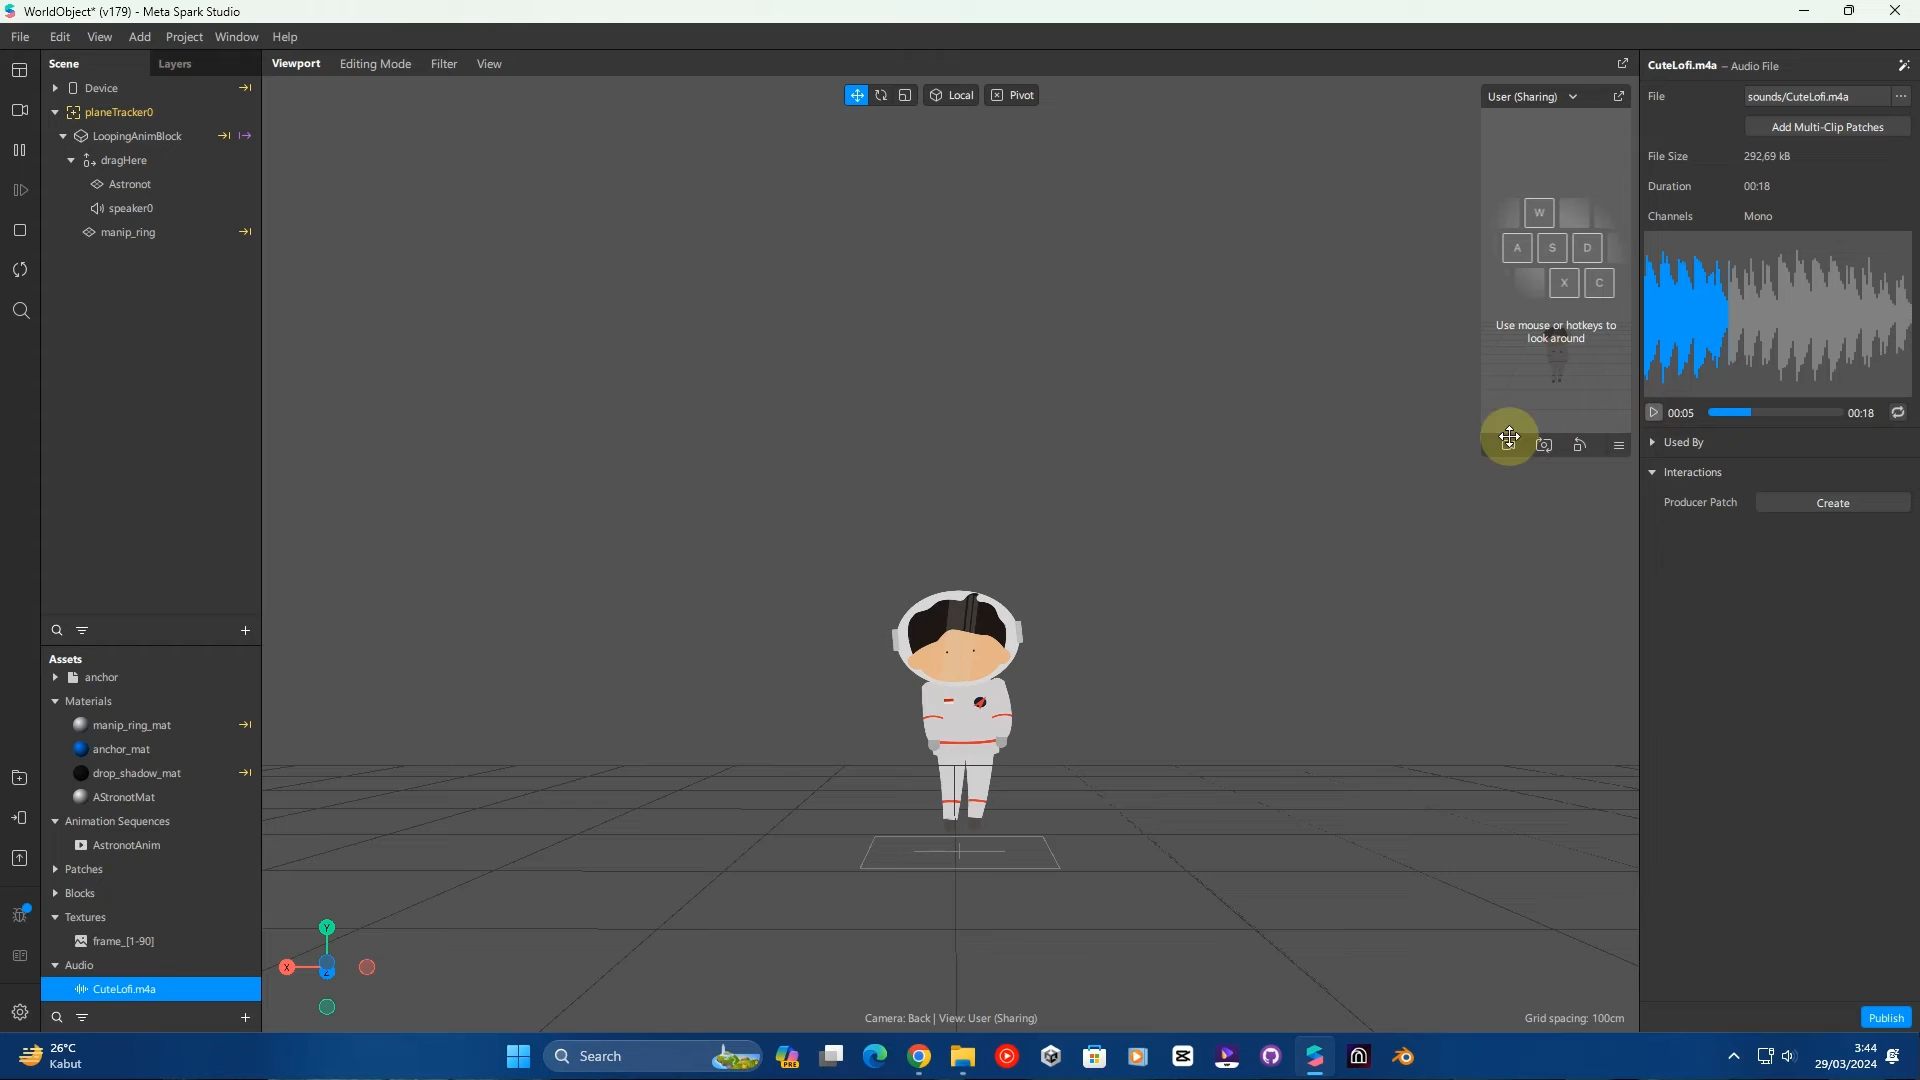 WorldObject* (v179) - Meta Spark Studio
File Edit View Add Project Window Help
Scene Layers
Device
planeTracker0
LoopingAnimBlock
dragHere
Astronot
speaker0
manip_ring
Assets
anchor
Materials
manip_ring_mat
anchor_mat
drop_shadow_mat
AStronotMat
Animation Sequences
AstronotAnim
Patches
Blocks
Textures
frame_[1-90]
Audio
CuteLofi.m4a
Viewport Editing Mode Filter View
Local Pivot
User (Sharing)
W
A S D
X C
Use mouse or hotkeys to
look around
Y
X
Z
Camera: Back | View: User (Sharing)
Grid spacing: 100cm
CuteLofi.m4a – Audio File
File sounds/CuteLofi.m4a
Add Multi-Clip Patches
File Size 292,69 kB
Duration 00:18
Channels Mono
00:05 00:18
Used By
Interactions
Producer Patch Create
Publish
26°C
Kabut
Search
PRE
3:44
29/03/2024